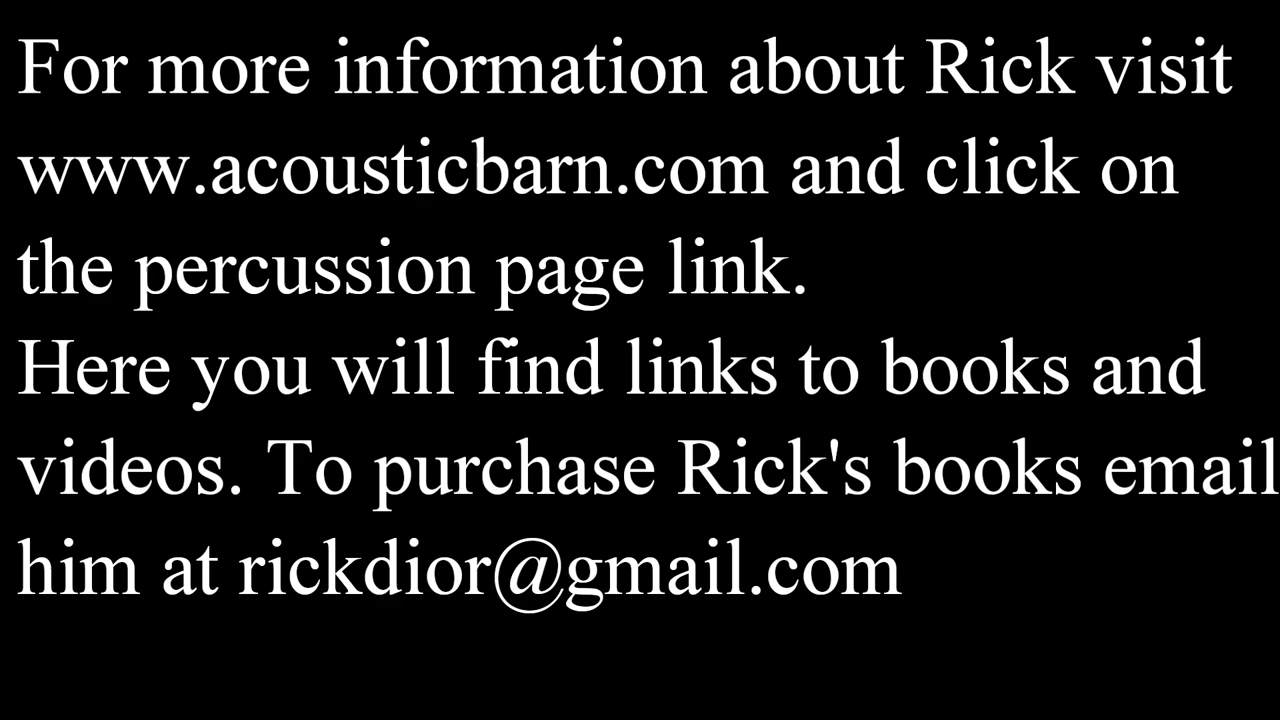 For more information about Rick visit
www.acousticbarn.com and click on
the percussion page link.
Here you will find links to books and
videos. To purchase Rick's books email
him at rickdior@gmail.com